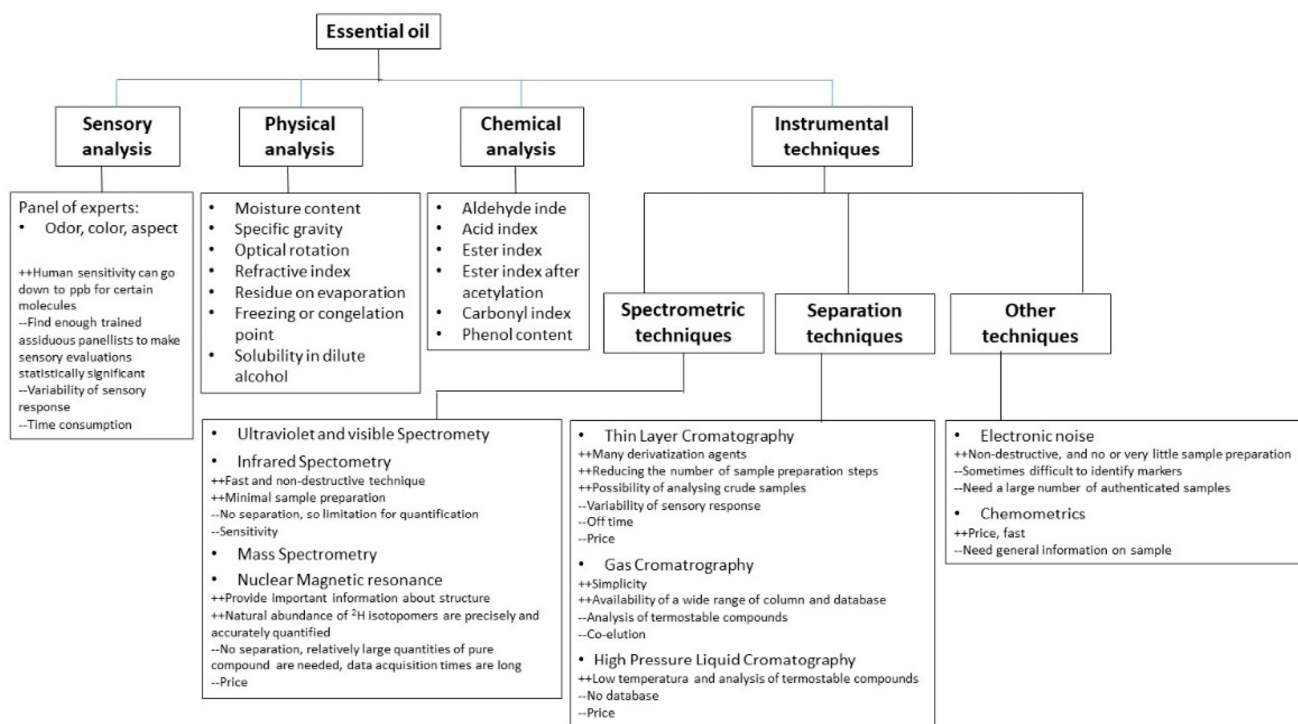 Essential oil
Sensory
analysis
Physical
analysis
Chemical
analysis
Instrumental
techniques
Panel of experts:
• Odor, color, aspect
++Human sensitivity can go
down to ppb for certain
molecules
--Find enough trained
assiduous panellists to make
sensory evaluations
statistically significant
--Variability of sensory
response
--Time consumption
• Moisture content
• Specific gravity
• Optical rotation
• Refractive index
• Residue on evaporation
• Freezing or congelation
point
• Solubility in dilute
alcohol
• Aldehyde inde
• Acid index
• Ester index
• Ester index after
acetylation
• Carbonyl index
• Phenol content
Spectrometric
techniques
Separation
techniques
Other
techniques
• Ultraviolet and visible Spectromety
• Infrared Spectometry
++Fast and non-destructive technique
++Minimal sample preparation
--No separation, so limitation for quantification
--Sensitivity
• Mass Spectrometry
• Nuclear Magnetic resonance
++Provide important information about structure
++Natural abundance of ²H isotopomers are precisely and
accurately quantified
--No separation, relatively large quantities of pure
compound are needed, data acquisition times are long
--Price
• Thin Layer Cromatography
++Many derivatization agents
++Reducing the number of sample preparation steps
++Possibility of analysing crude samples
--Variability of sensory response
--Off time
--Price
• Gas Cromatrography
++Simplicity
++Availability of a wide range of column and database
--Analysis of termostable compounds
--Co-elution
• High Pressure Liquid Cromatography
++Low temperatura and analysis of termostable compounds
--No database
--Price
• Electronic noise
++Non-destructive, and no or very little sample preparation
--Sometimes difficult to identify markers
--Need a large number of authenticated samples
• Chemometrics
++Price, fast
--Need general information on sample